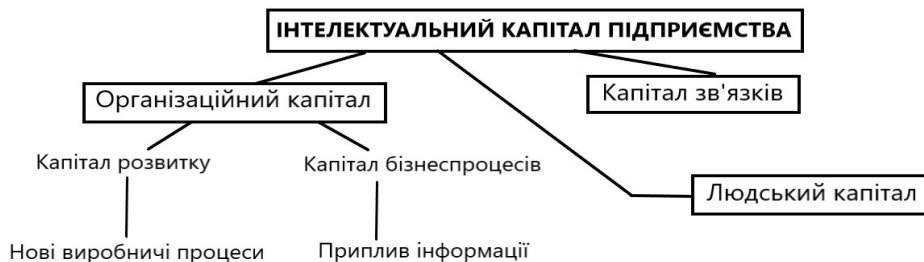 ІНТЕЛЕКТУАЛЬНИЙ КАПІТАЛ ПІДПРИЄМСТВА
Організаційний капітал
Капітал зв'язків
Капітал розвитку
Капітал бізнеспроцесів
Людський капітал
Нові виробничі процеси
Приплив інформації